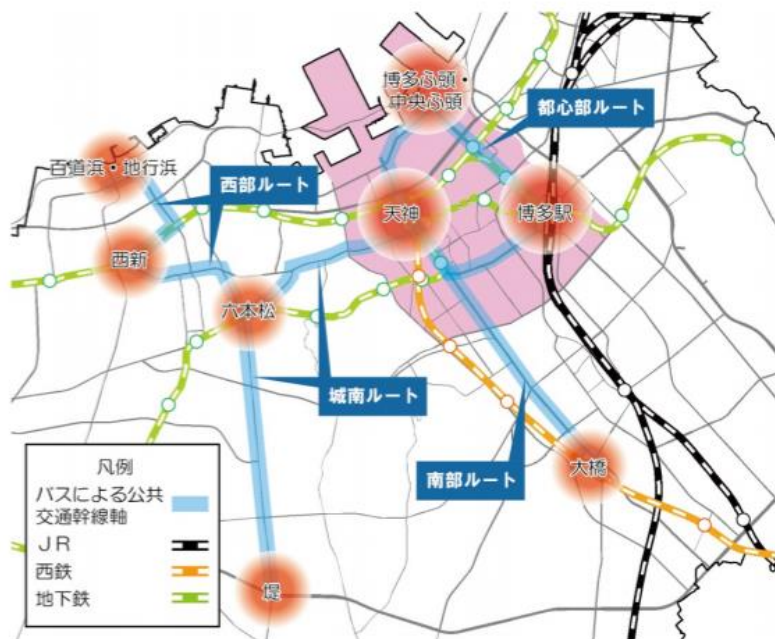 博多ふ頭・
中央ふ頭
都心部ルート
百道浜・地行浜
西部ルート
天神
博多駅
西新
六本松
城南ルート
南部ルート
大橋
堤
凡例
バスによる公共
交通幹線軸
JR
西鉄
地下鉄